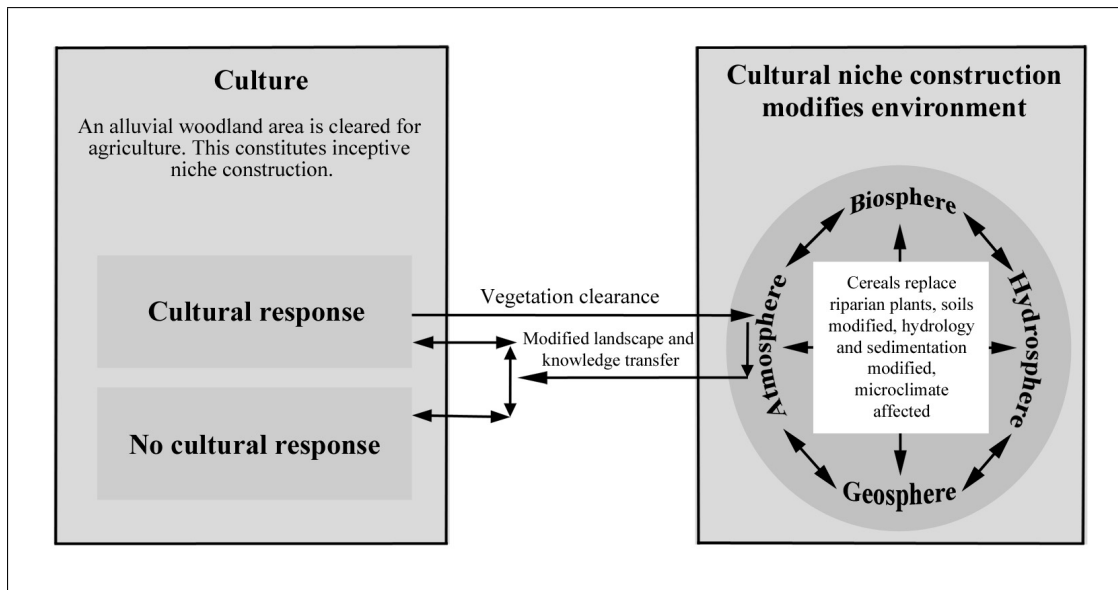 Culture
An alluvial woodland area is cleared for
agriculture. This constitutes inceptive
niche construction.
Cultural response
No cultural response
Vegetation clearance
Modified landscape and
knowledge transfer
Cultural niche construction
modifies environment
Biosphere
Atmosphere
Hydrosphere
Cereals replace
riparian plants, soils
modified, hydrology
and sedimentation
modified,
microclimate
affected
Geosphere